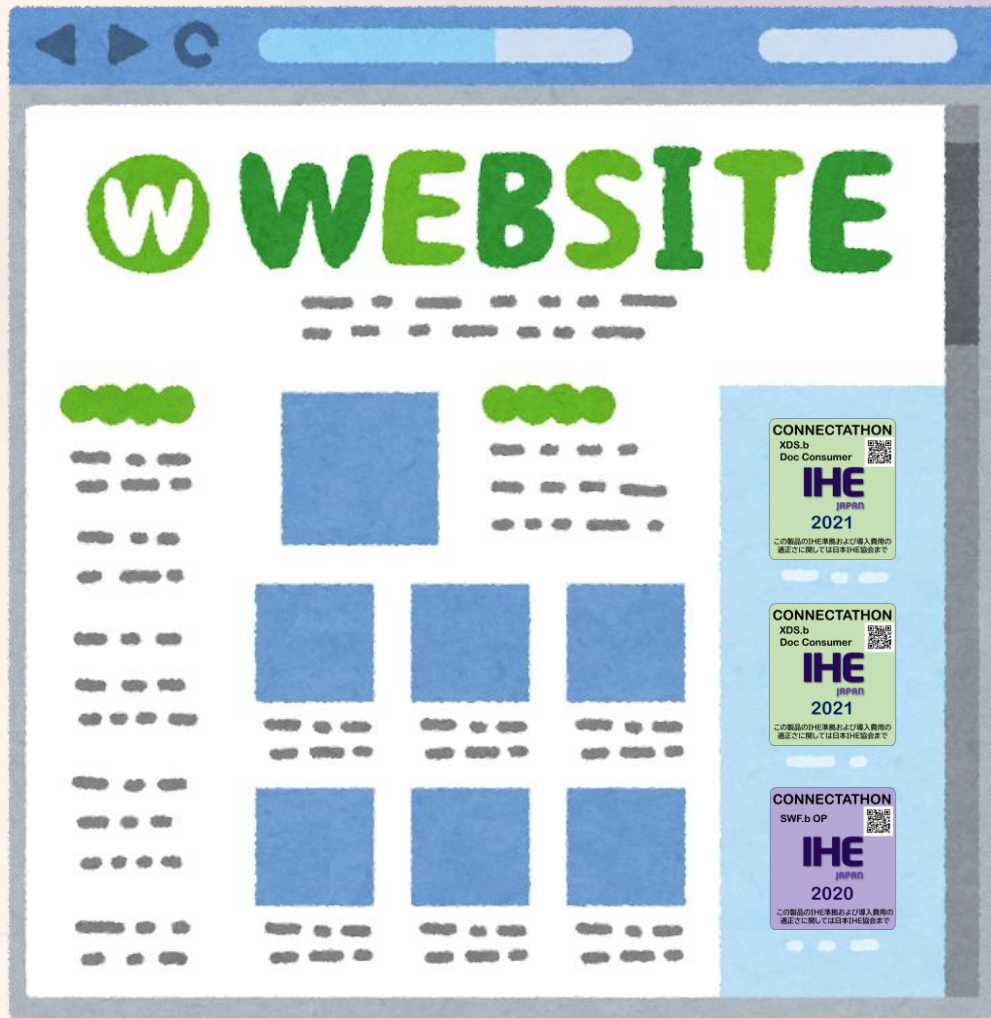 W WEBSITE
CONNECTATHON
XDS.b
Doc Consumer
IHE
JAPAN
2021
この製品のIHE準拠および導入費用の
適正さに関しては日本IHE協会まで
CONNECTATHON
XDS.b
Doc Consumer
IHE
JAPAN
2021
この製品のIHE準拠および導入費用の
適正さに関しては日本IHE協会まで
CONNECTATHON
SWF.b OP
IHE
JAPAN
2020
この製品のIHE準拠および導入費用の
適正さに関しては日本IHE協会まで